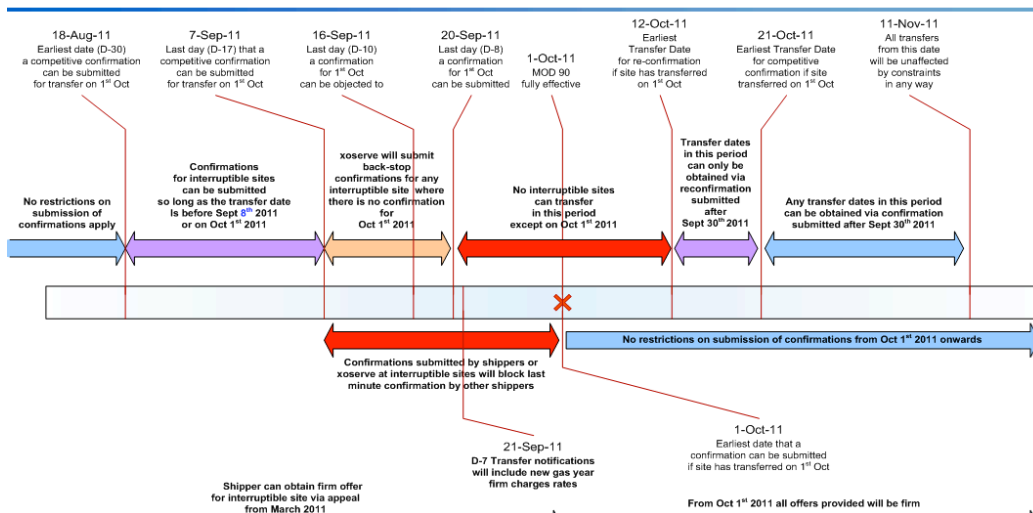 18-Aug-11
Earliest date (D-30)
a competitive confirmation
can be submitted
for transfer on 1st Oct
7-Sep-11
Last day (D-17) that a
competitive confirmation
can be submitted
for transfer on 1st Oct
16-Sep-11
Last day (D-10)
a confirmation
for 1st Oct
can be objected to
20-Sep-11
Last day (D-8)
a confirmation
for 1st Oct
can be submitted
1-Oct-11
MOD 90
fully effective
12-Oct-11
Earliest
Transfer Date
for re-confirmation
if site has transferred
on 1st Oct
21-Oct-11
Earliest Transfer Date
for competitive
confirmation if site
transferred on 1st Oct
11-Nov-11
All transfers
from this date
will be unaffected
by constraints
in any way
No restrictions on
submission of
confirmations apply
Confirmations
for interruptible sites
can be submitted
so long as the transfer date
Is before Sept 8th 2011
or on Oct 1st 2011
xoserve will submit
back-stop
confirmations for any
interruptible site where
there is no confirmation
for
Oct 1st 2011
No interruptible sites
can transfer
in this period
except on Oct 1st 2011
Transfer dates
in this period
can only be
obtained via
reconfirmation
submitted
after
Sept 30th 2011
Any transfer dates in this period
can be obtained via confirmation
submitted after Sept 30th 2011
No restrictions on submission of confirmations from Oct 1st 2011 onwards
Confirmations submitted by shippers or
xoserve at interruptible sites will block last
minute confirmation by other shippers
21-Sep-11
D-7 Transfer notifications
will include new gas year
firm charges rates
1-Oct-11
Earliest date that a
confirmation can be submitted
if site has transferred on 1st Oct
Shipper can obtain firm offer
for interruptible site via appeal
from March 2011
From Oct 1st 2011 all offers provided will be firm